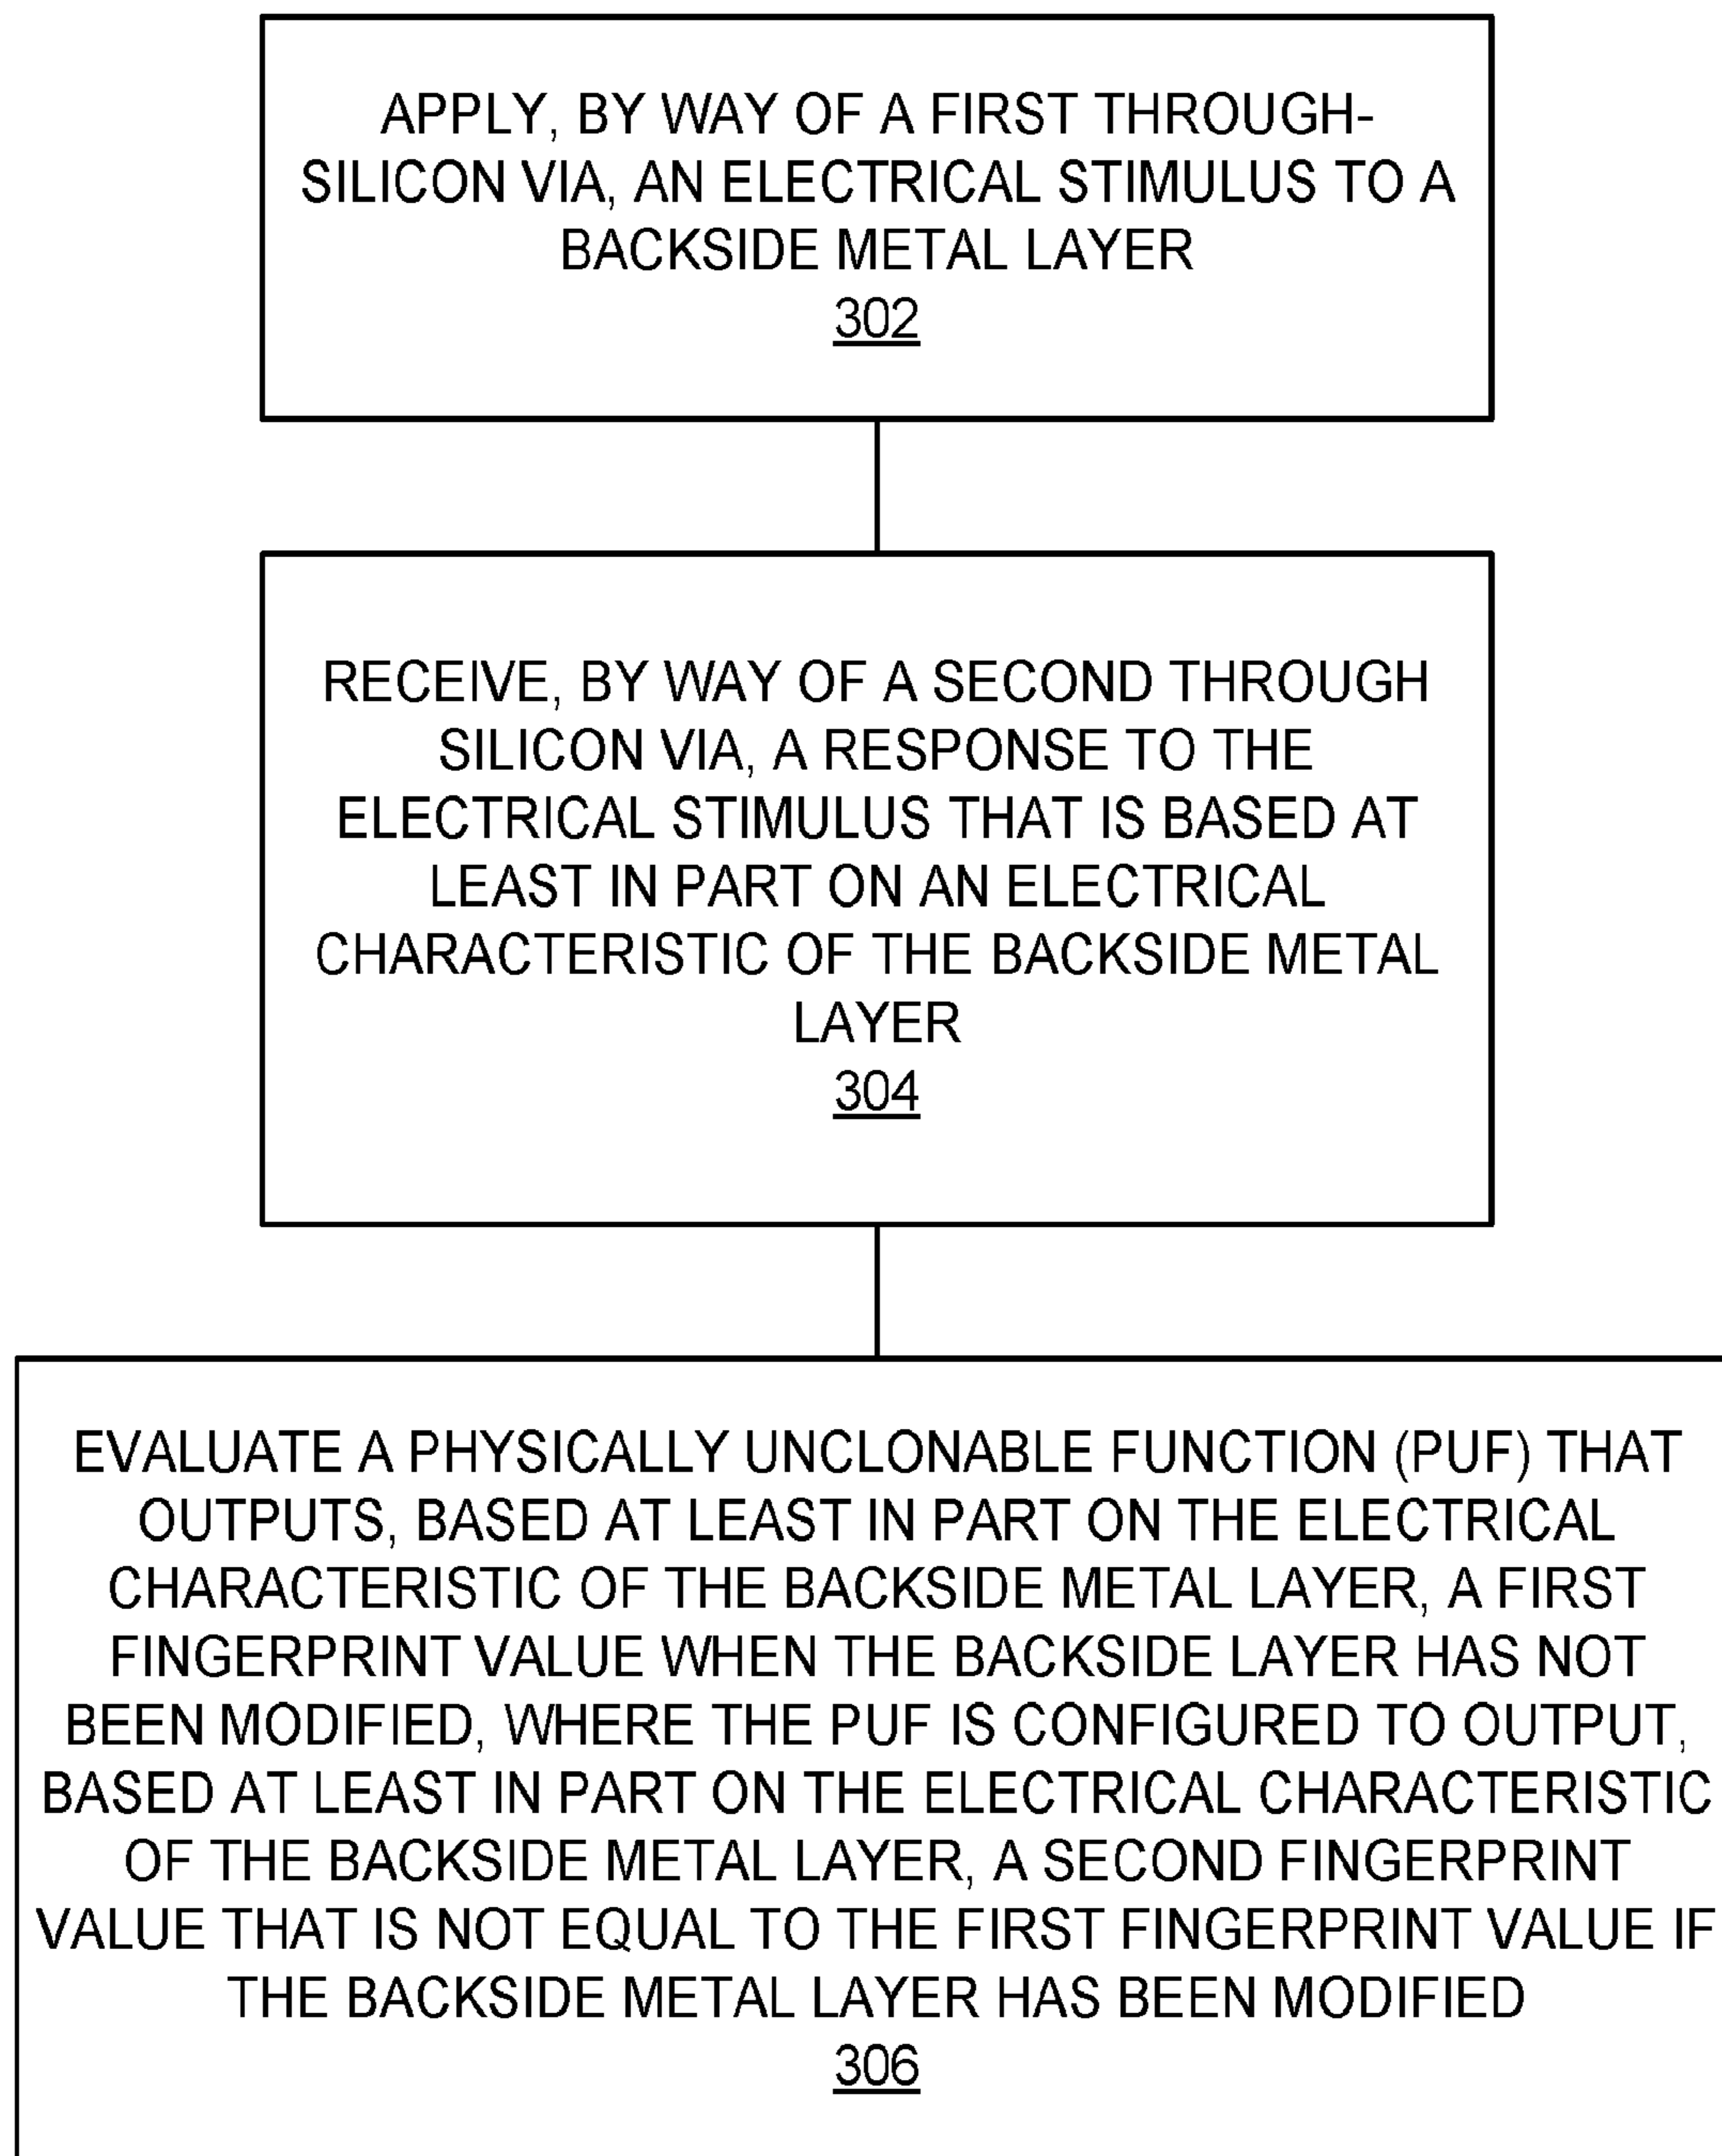 APPLY, BY WAY OF A FIRST THROUGH-
SILICON VIA, AN ELECTRICAL STIMULUS TO A
BACKSIDE METAL LAYER
302
RECEIVE, BY WAY OF A SECOND THROUGH
SILICON VIA, A RESPONSE TO THE
ELECTRICAL STIMULUS THAT IS BASED AT
LEAST IN PART ON AN ELECTRICAL
CHARACTERISTIC OF THE BACKSIDE METAL
LAYER
304
EVALUATE A PHYSICALLY UNCLONABLE FUNCTION (PUF) THAT
OUTPUTS, BASED AT LEAST IN PART ON THE ELECTRICAL
CHARACTERISTIC OF THE BACKSIDE METAL LAYER, A FIRST
FINGERPRINT VALUE WHEN THE BACKSIDE LAYER HAS NOT
BEEN MODIFIED, WHERE THE PUF IS CONFIGURED TO OUTPUT,
BASED AT LEAST IN PART ON THE ELECTRICAL CHARACTERISTIC
OF THE BACKSIDE METAL LAYER, A SECOND FINGERPRINT
VALUE THAT IS NOT EQUAL TO THE FIRST FINGERPRINT VALUE IF
THE BACKSIDE METAL LAYER HAS BEEN MODIFIED
306